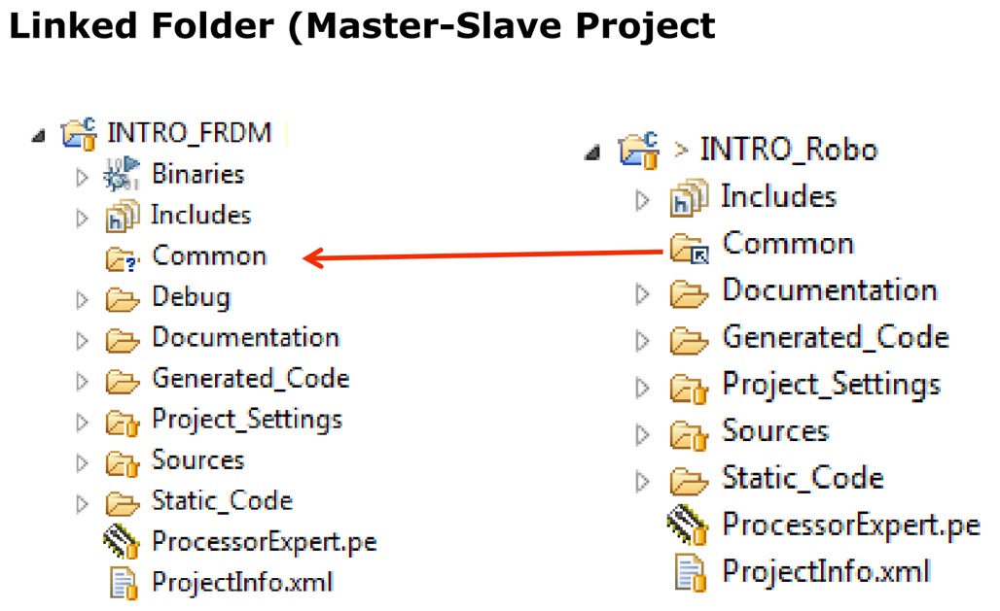 Linked Folder (Master-Slave Project
INTRO_FRDM
Binaries
Includes
Common
Debug
Documentation
Generated_Code
Project_Settings
Sources
Static_Code
ProcessorExpert.pe
ProjectInfo.xml
> INTRO_Robo
Includes
Common
Documentation
Generated_Code
Project_Settings
Sources
Static_Code
ProcessorExpert.pe
ProjectInfo.xml